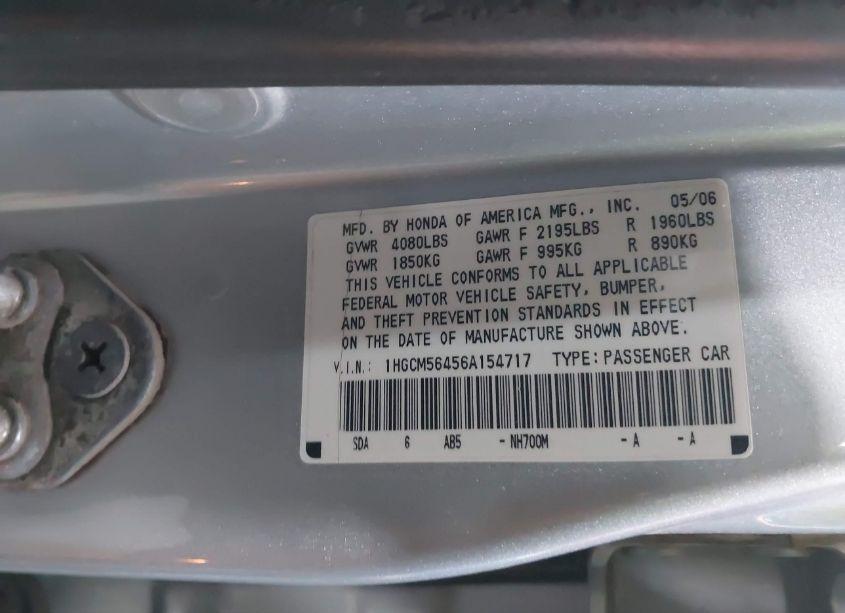 MFD. BY HONDA OF AMERICA MFG., INC. 05/06
GVWR 4080LBS GAWR F 2195LBS R 1960LBS
GVWR 1850KG GAWR F 995KG R 890KG
THIS VEHICLE CONFORMS TO ALL APPLICABLE
FEDERAL MOTOR VEHICLE SAFETY, BUMPER,
AND THEFT PREVENTION STANDARDS IN EFFECT
ON THE DATE OF MANUFACTURE SHOWN ABOVE.
V.I.N.: 1HGCM56456A154717 TYPE: PASSENGER CAR
SDA 6 AB5 - NH700M - A - A